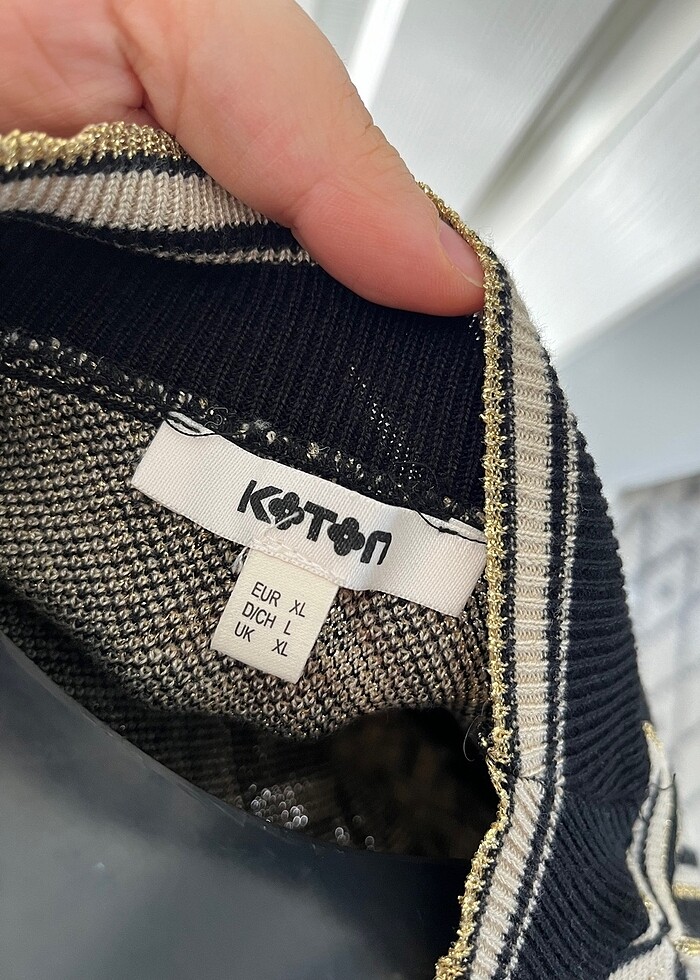 KOTON
EUR XL
D/CH L
UK XL